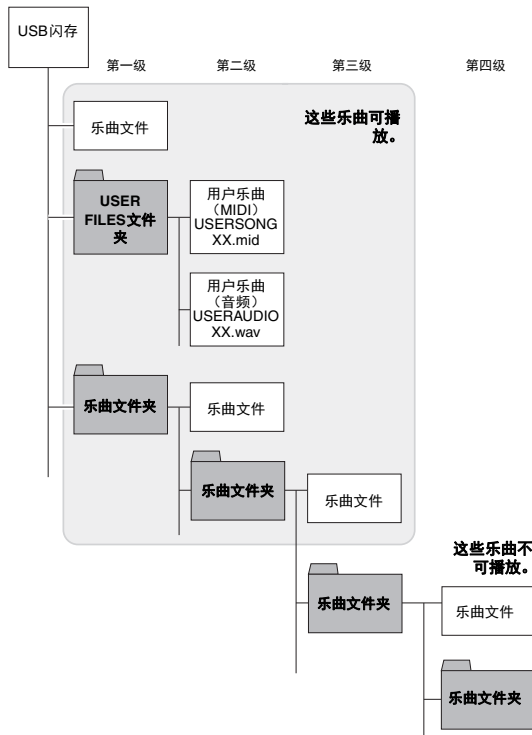 USB闪存
第一级
第二级
第三级
第四级
乐曲文件
这些乐曲可播
放。
USER
FILES文件
夹
用户乐曲
（MIDI）
USERSONG
XX.mid
用户乐曲
（音频）
USERAUDIO
XX.wav
乐曲文件夹
乐曲文件
乐曲文件夹
乐曲文件
这些乐曲不
可播放。
乐曲文件夹
乐曲文件
乐曲文件夹